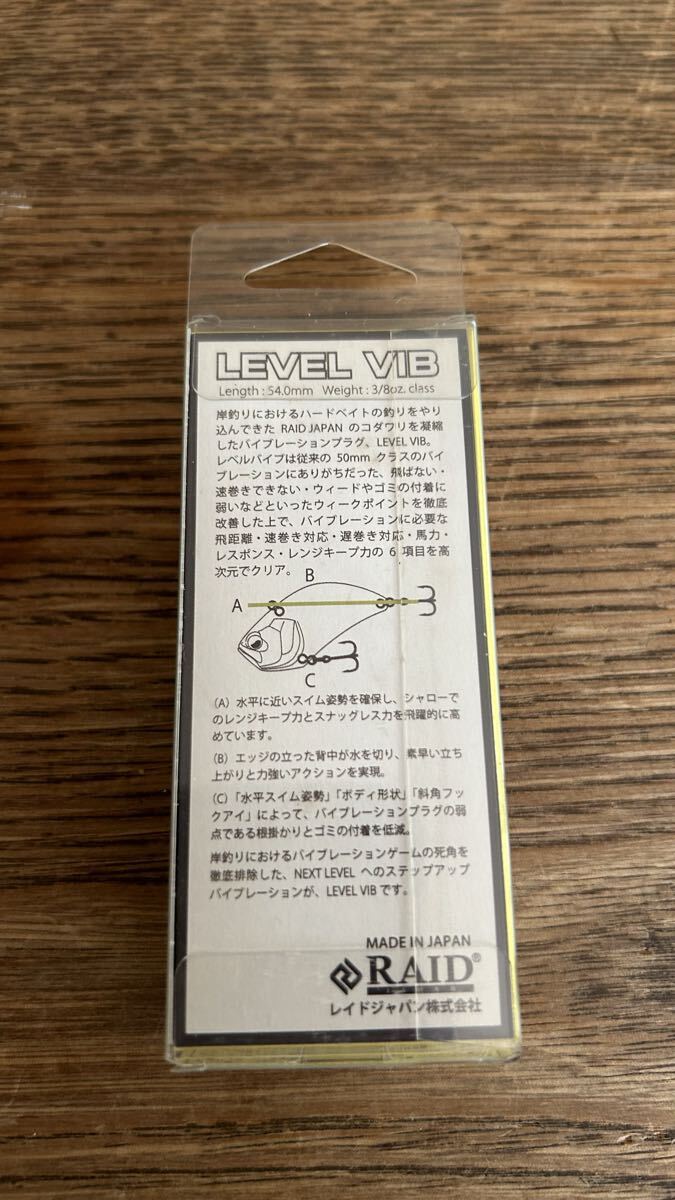 LEVEL VIB
Length : 54.0mm Weight : 3/8oz. class
岸釣りにおけるハードベイトの釣りをやり
込んできた RAID JAPAN のコダワリを凝縮
したバイブレーションプラグ、LEVEL VIB。
レベルバイブは従来の 50mm クラスのバイ
ブレーションにありがちだった、飛ばない・
速巻きできない・ウィードやゴミの付着に
弱いなどといったウィークポイントを徹底
改善した上で、バイブレーションに必要な
飛距離・速巻き対応・遅巻き対応・馬力・
レスポンス・レンジキープ力の 6 項目を高
次元でクリア。
B
A
C
(A) 水平に近いスイム姿勢を確保し、シャローで
のレンジキープ力とスナッグレス力を飛躍的に高
めています。
(B) エッジの立った背中が水を切り、素早い立ち
上がりと力強いアクションを実現。
(C)「水平スイム姿勢」「ボディ形状」「斜角フッ
クアイ」によって、バイブレーションプラグの弱
点である根掛かりとゴミの付着を低減。
岸釣りにおけるバイブレーションゲームの死角を
徹底排除した、NEXT LEVEL へのステップアップ
バイブレーションが、LEVEL VIB です。
MADE IN JAPAN
RAID®
JAPAN
レイドジャパン株式会社